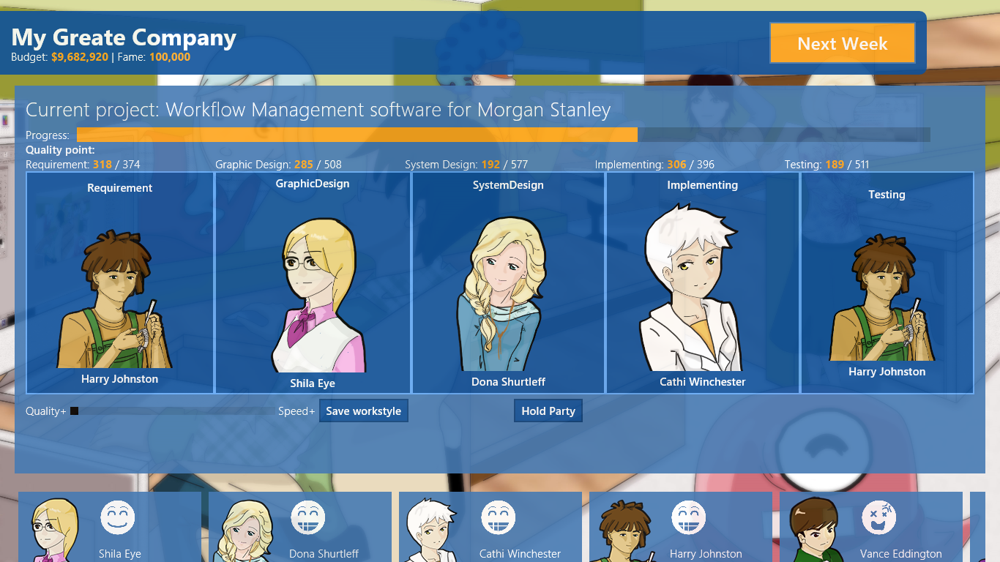 My Greate Company
Budget: $9,682,920 | Fame: 100,000
Next Week
Current project: Workflow Management software for Morgan Stanley
Progress:
Quality point:
Requirement: 318 / 374 Graphic Design: 285 / 508 System Design: 192 / 577 Implementing: 306 / 396 Testing: 189 / 511
Requirement GraphicDesign SystemDesign Implementing Testing
Harry Johnston Shila Eye Dona Shurtleff Cathi Winchester Harry Johnston
Quality+ Speed+ Save workstyle Hold Party
Shila Eye Dona Shurtleff Cathi Winchester Harry Johnston Vance Eddington